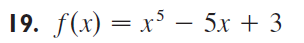 19. f(x) = x⁵ − 5x + 3